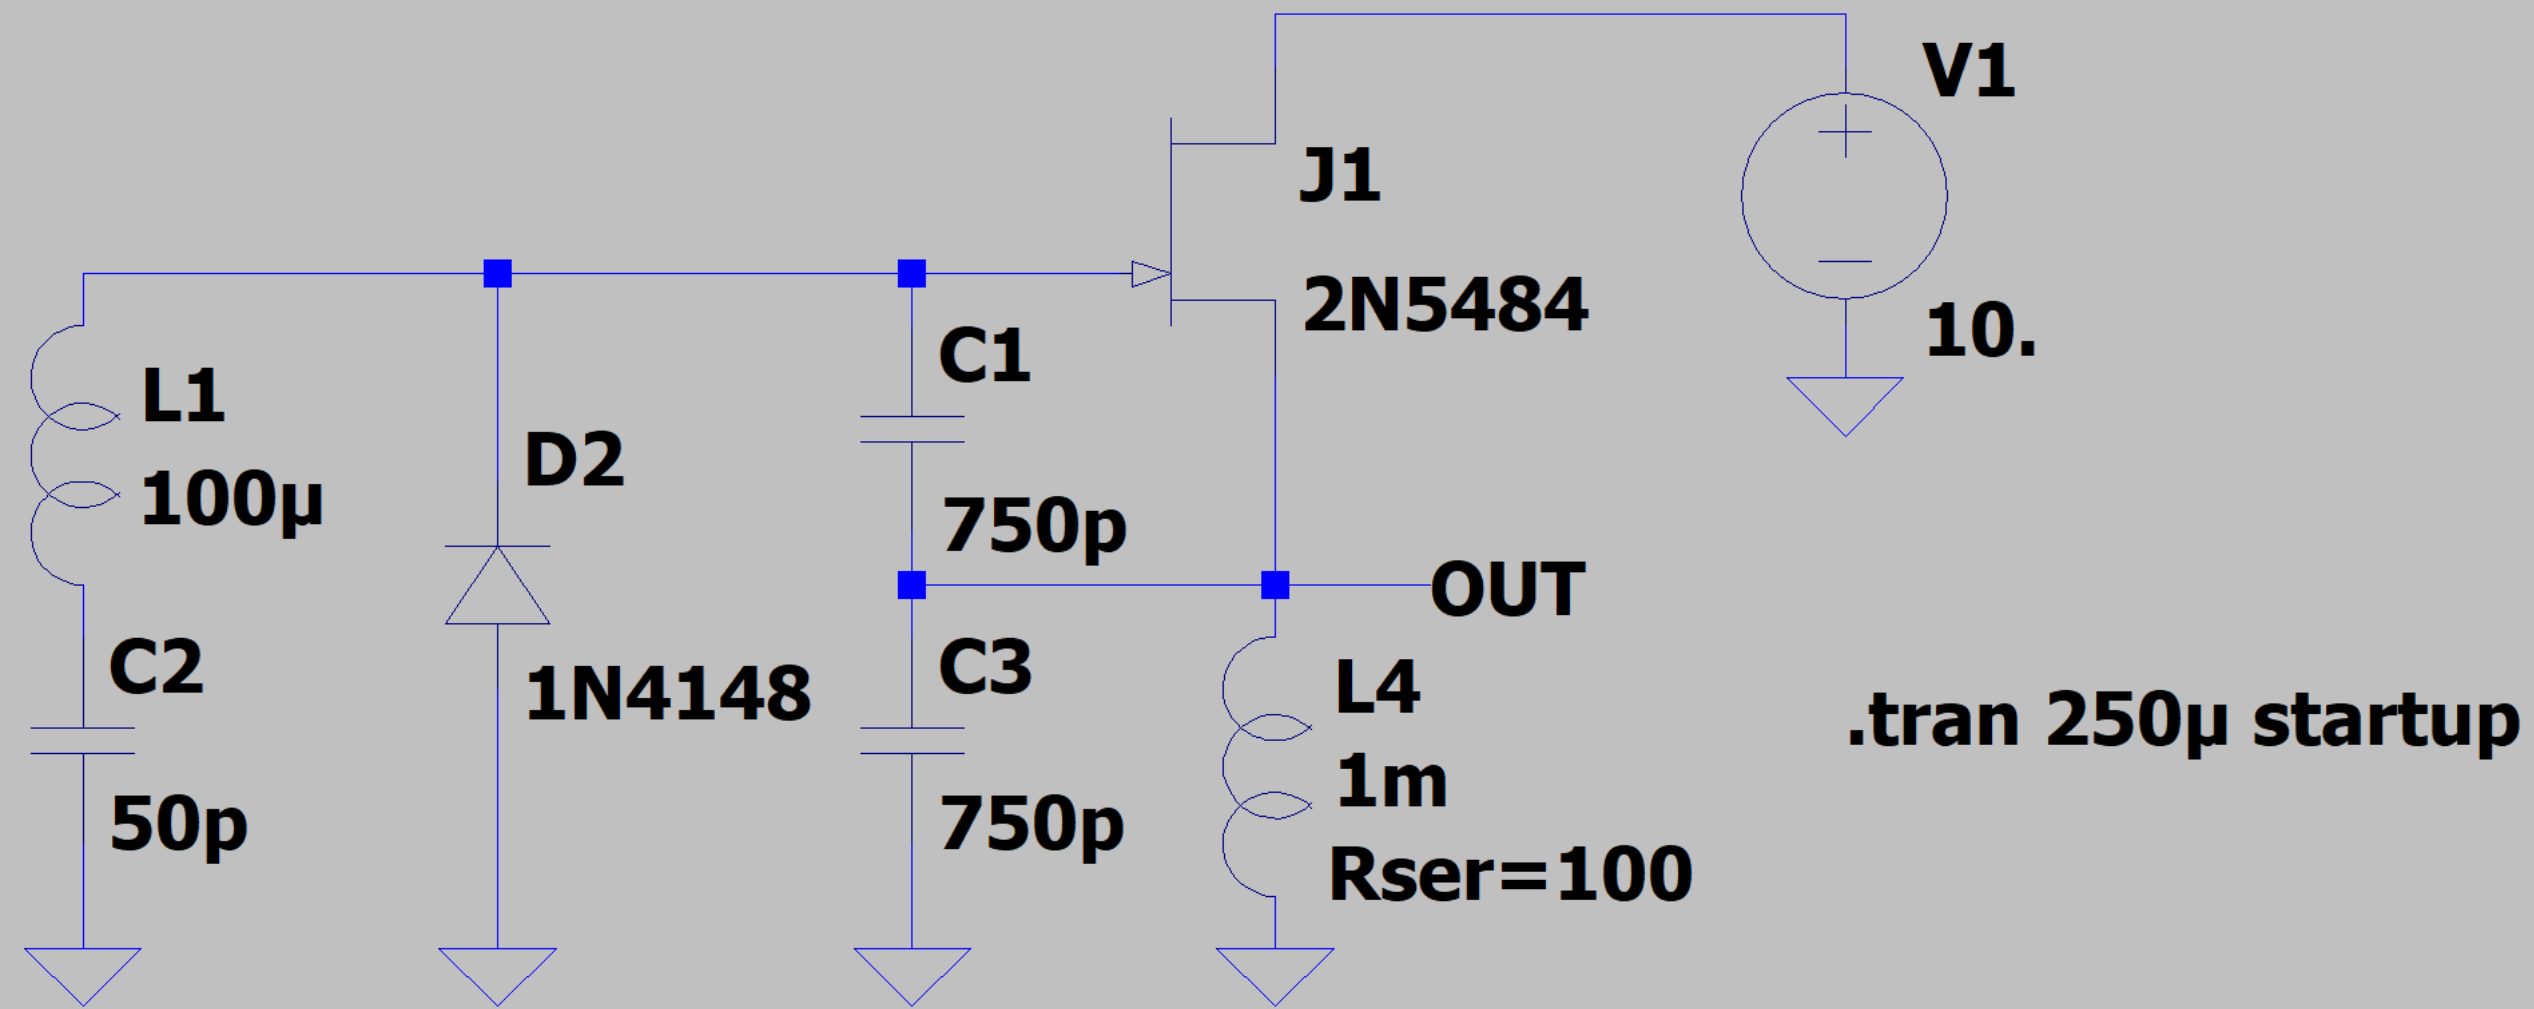 V1
10.
J1
2N5484
L1
100µ
D2
1N4148
C1
750p
OUT
C2
50p
C3
750p
L4
1m
Rser=100
.tran 250µ startup